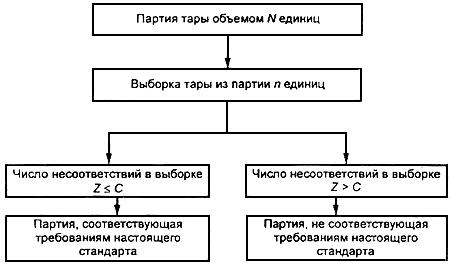 Партия тары объемом N единиц
Выборка тары из партии n единиц
Число несоответствий в выборке
Z ≤ C
Число несоответствий в выборке
Z > C
Партия, соответствующая
требованиям настоящего
стандарта
Партия, не соответствующая
требованиям настоящего
стандарта